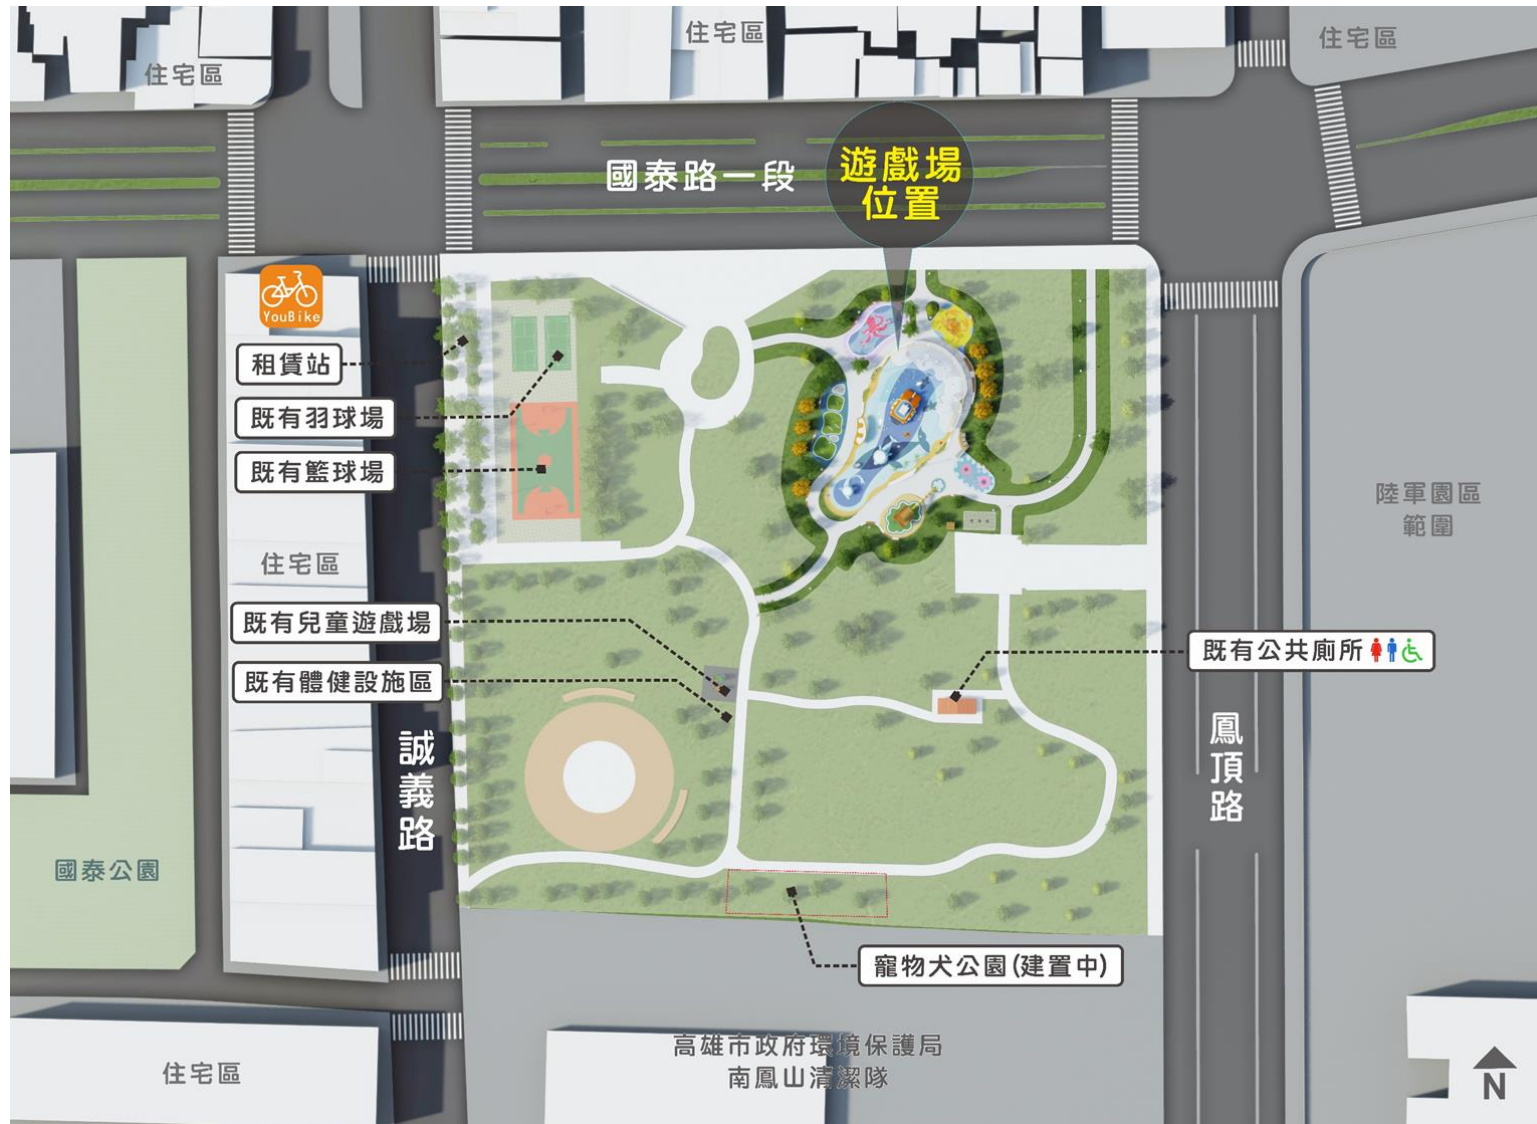 住宅區
住宅區
住宅區
國泰路一段
遊戲場
位置
YouBike
租賃站
既有羽球場
既有籃球場
住宅區
陸軍園區
範圍
既有兒童遊戲場
既有體健設施區
既有公共廁所
誠義路
鳳頂路
國泰公園
寵物犬公園(建置中)
高雄市政府環境保護局
南鳳山清潔隊
住宅區
N